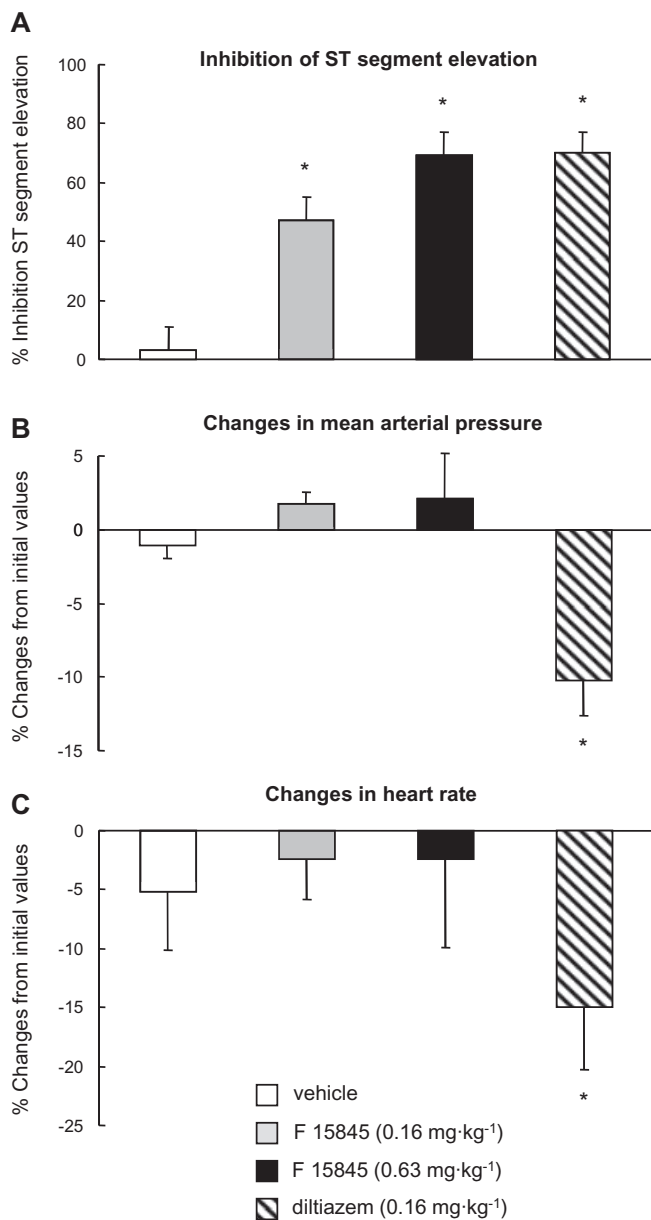 A
Inhibition of ST segment elevation
% Inhibition ST segment elevation
100
80
60
40
20
0
*
*
*
B
Changes in mean arterial pressure
% Changes from initial values
5
0
-5
-10
-15
*
C
Changes in heart rate
% Changes from initial values
0
-5
-10
-15
-20
-25
*
vehicle
F 15845 (0.16 mg·kg⁻¹)
F 15845 (0.63 mg·kg⁻¹)
diltiazem (0.16 mg·kg⁻¹)